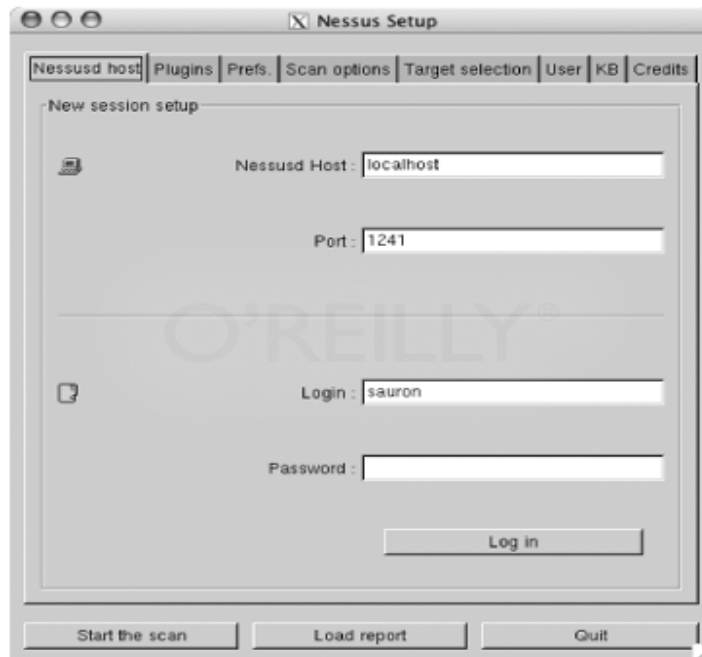 Nessus Setup
Nessusd host Plugins Prefs. Scan options Target selection User KB Credits
New session setup
Nessusd Host : localhost
Port : 1241
O'REILLY®
Login : sauron
Password :
Log in
Start the scan Load report Quit